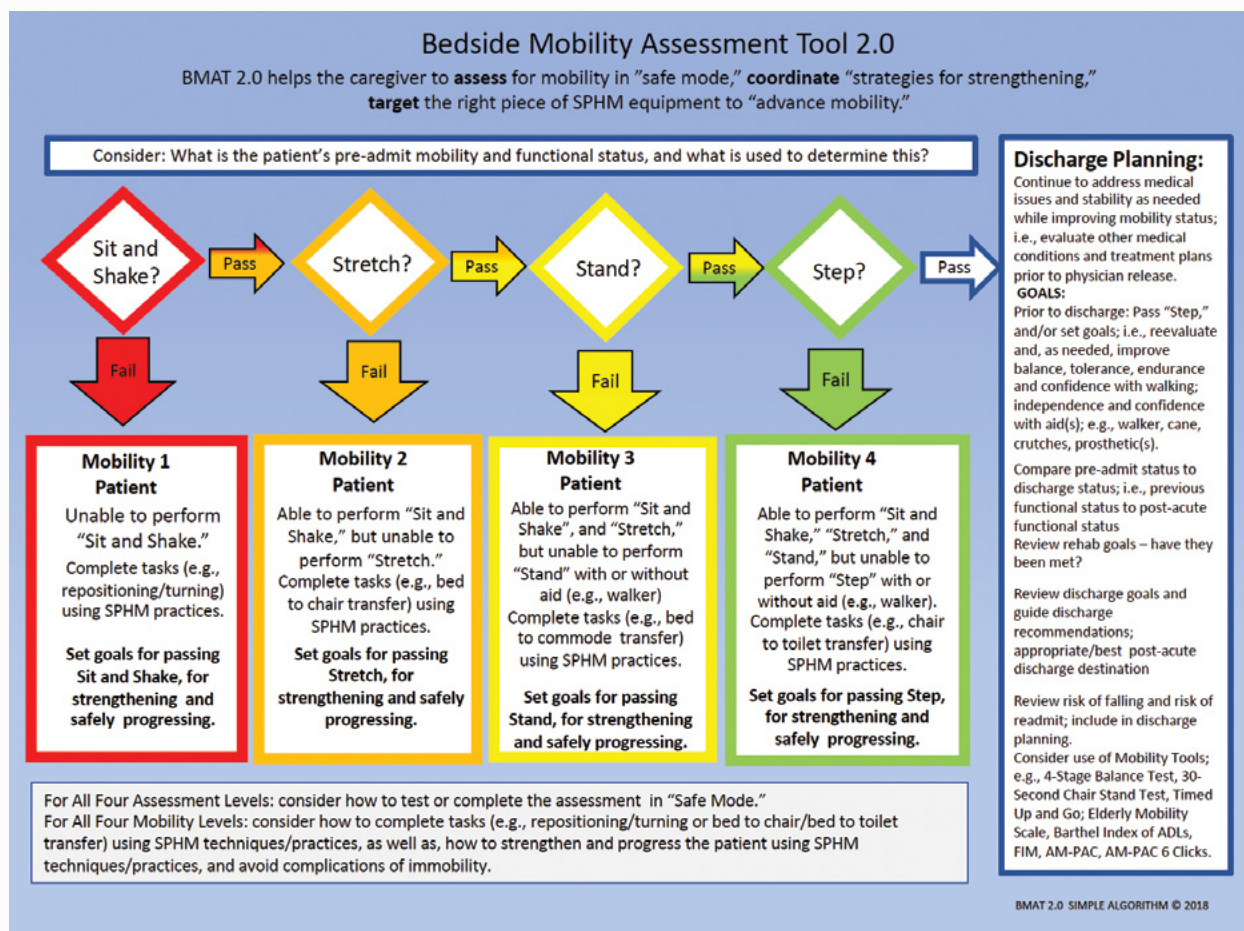 Bedside Mobility Assessment Tool 2.0
BMAT 2.0 helps the caregiver to assess for mobility in "safe mode," coordinate "strategies for strengthening,"
target the right piece of SPHM equipment to "advance mobility."
Consider: What is the patient's pre-admit mobility and functional status, and what is used to determine this?
Sit and
Shake?
Pass
Stretch?
Pass
Stand?
Pass
Step?
Pass
Fail
Fail
Fail
Fail
Mobility 1
Patient
Unable to perform
"Sit and Shake."
Complete tasks (e.g.,
repositioning/turning)
using SPHM practices.
Set goals for passing
Sit and Shake, for
strengthening and
safely progressing.
Mobility 2
Patient
Able to perform "Sit and
Shake," but unable to
perform "Stretch."
Complete tasks (e.g., bed
to chair transfer) using
SPHM practices.
Set goals for passing
Stretch, for
strengthening and safely
progressing.
Mobility 3
Patient
Able to perform "Sit and
Shake", and "Stretch,"
but unable to perform
"Stand" with or without
aid (e.g., walker)
Complete tasks (e.g., bed
to commode transfer)
using SPHM practices.
Set goals for passing
Stand, for strengthening
and safely progressing.
Mobility 4
Patient
Able to perform "Sit and
Shake," "Stretch," and
"Stand," but unable to
perform "Step" with or
without aid (e.g., walker).
Complete tasks (e.g., chair
to toilet transfer) using
SPHM practices.
Set goals for passing Step,
for strengthening and
safely progressing.
Discharge Planning:
Continue to address medical
issues and stability as needed
while improving mobility status;
i.e., evaluate other medical
conditions and treatment plans
prior to physician release.
GOALS:
Prior to discharge: Pass "Step,"
and/or set goals; i.e., reevaluate
and, as needed, improve
balance, tolerance, endurance
and confidence with walking;
independence and confidence
with aid(s); e.g., walker, cane,
crutches, prosthetic(s).
Compare pre-admit status to
discharge status; i.e., previous
functional status to post-acute
functional status
Review rehab goals – have they
been met?
Review discharge goals and
guide discharge
recommendations;
appropriate/best post-acute
discharge destination
Review risk of falling and risk of
readmit; include in discharge
planning.
Consider use of Mobility Tools;
e.g., 4-Stage Balance Test, 30-
Second Chair Stand Test, Timed
Up and Go; Elderly Mobility
Scale, Barthel Index of ADLs,
FIM, AM-PAC, AM-PAC 6 Clicks.
For All Four Assessment Levels: consider how to test or complete the assessment in "Safe Mode."
For All Four Mobility Levels: consider how to complete tasks (e.g., repositioning/turning or bed to chair/bed to toilet
transfer) using SPHM techniques/practices, as well as, how to strengthen and progress the patient using SPHM
techniques/practices, and avoid complications of immobility.
BMAT 2.0 SIMPLE ALGORITHM © 2018